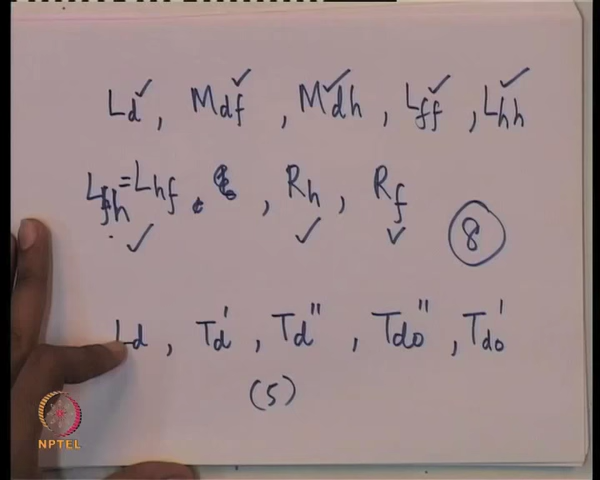 Ld, Mdf, Mdh, Lff, Lhh
Lfh=Lhf, Rh, Rf
8
Ld, Td', Td", Tdo", Tdo'
(5)
NPTEL